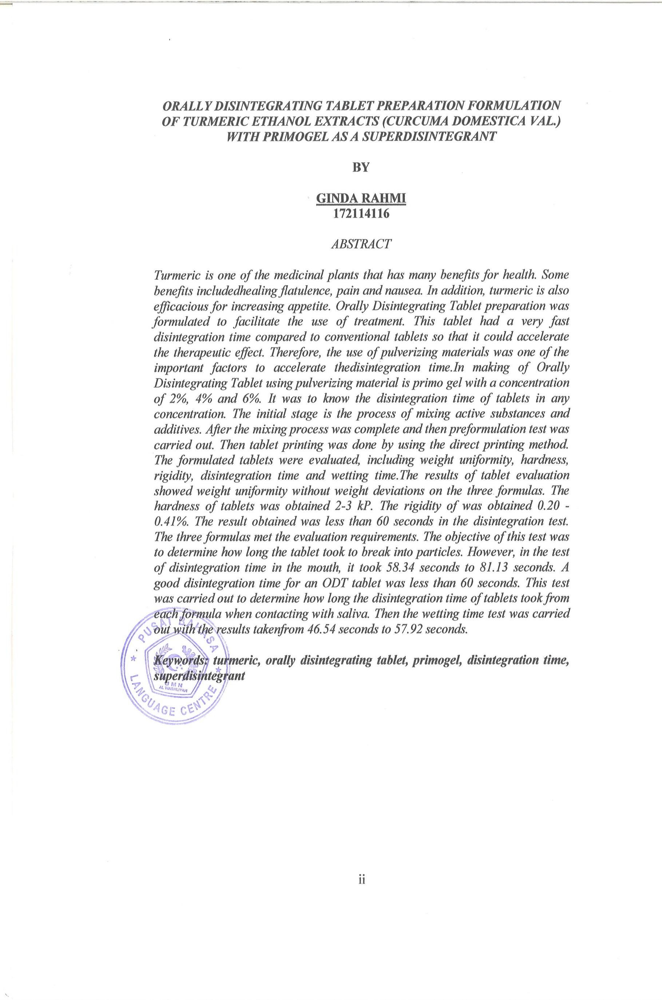 ORALLY DISINTEGRATING TABLET PREPARATION FORMULATION
OF TURMERIC ETHANOL EXTRACTS (CURCUMA DOMESTICA VAL.)
WITH PRIMOGEL AS A SUPERDISINTEGRANT
BY
GINDA RAHMI
172114116
ABSTRACT
Turmeric is one of the medicinal plants that has many benefits for health. Some
benefits includedhealing flatulence, pain and nausea. In addition, turmeric is also
efficacious for increasing appetite. Orally Disintegrating Tablet preparation was
formulated to facilitate the use of treatment. This tablet had a very fast
disintegration time compared to conventional tablets so that it could accelerate
the therapeutic effect. Therefore, the use of pulverizing materials was one of the
important factors to accelerate thedisintegration time.In making of Orally
Disintegrating Tablet using pulverizing material is primo gel with a concentration
of 2%, 4% and 6%. It was to know the disintegration time of tablets in any
concentration. The initial stage is the process of mixing active substances and
additives. After the mixing process was complete and then preformulation test was
carried out. Then tablet printing was done by using the direct printing method.
The formulated tablets were evaluated, including weight uniformity, hardness,
rigidity, disintegration time and wetting time.The results of tablet evaluation
showed weight uniformity without weight deviations on the three formulas. The
hardness of tablets was obtained 2-3 kP. The rigidity of was obtained 0.20 -
0.41%. The result obtained was less than 60 seconds in the disintegration test.
The three formulas met the evaluation requirements. The objective of this test was
to determine how long the tablet took to break into particles. However, in the test
of disintegration time in the mouth, it took 58.34 seconds to 81.13 seconds. A
good disintegration time for an ODT tablet was less than 60 seconds. This test
was carried out to determine how long the disintegration time of tablets took from
each formula when contacting with saliva. Then the wetting time test was carried
out with the results takenfrom 46.54 seconds to 57.92 seconds.
Keywords: turmeric, orally disintegrating tablet, primogel, disintegration time,
superdisintegrant
PUSAT BAHASA
UMN
AL WASHLIYAH
LANGUAGE CENTRE
ii